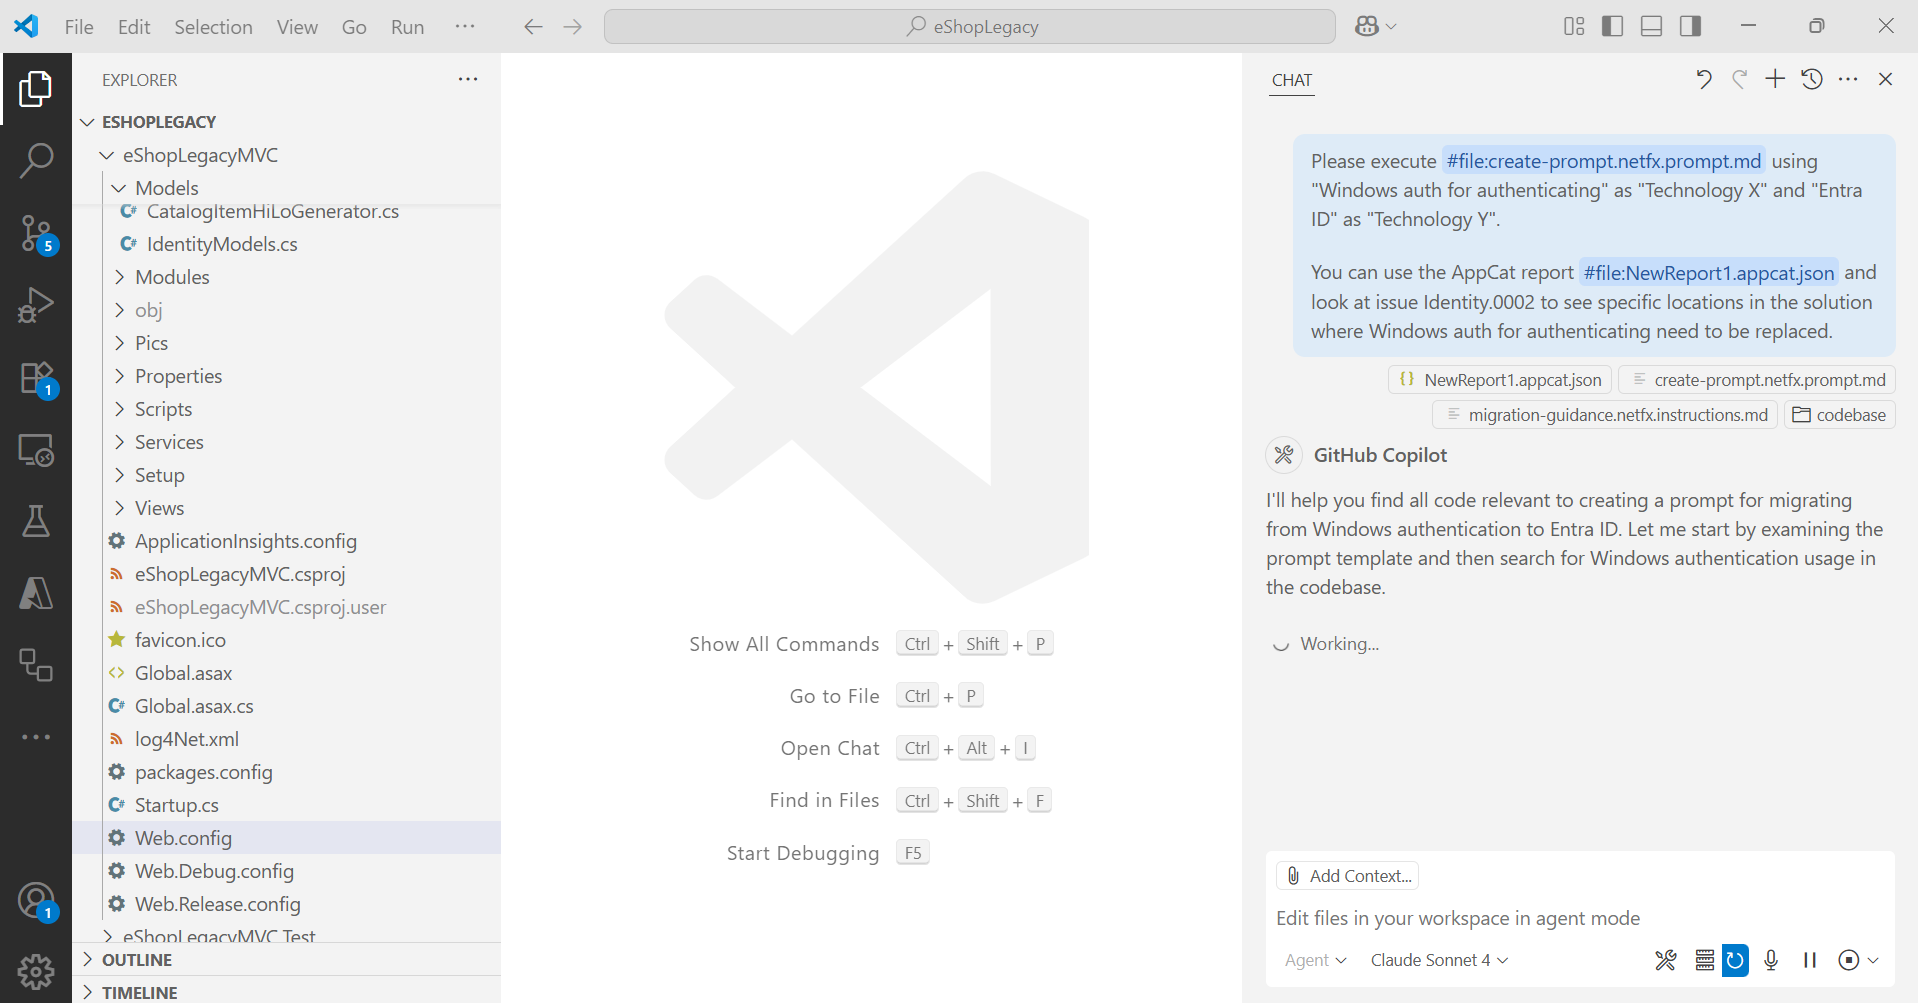 File Edit Selection View Go Run
eShopLegacy
EXPLORER
ESHOPLEGACY
eShopLegacyMVC
Models
CatalogItemHiLoGenerator.cs
IdentityModels.cs
Modules
obj
Pics
Properties
Scripts
Services
Setup
Views
ApplicationInsights.config
eShopLegacyMVC.csproj
eShopLegacyMVC.csproj.user
favicon.ico
Global.asax
Global.asax.cs
log4Net.xml
packages.config
Startup.cs
Web.config
Web.Debug.config
Web.Release.config
eShopLegacyMVC.Test
OUTLINE
TIMELINE
5
1
1
Show All Commands Ctrl + Shift + P
Go to File Ctrl + P
Open Chat Ctrl + Alt + I
Find in Files Ctrl + Shift + F
Start Debugging F5
CHAT
Please execute #file:create-prompt.netfx.prompt.md using
"Windows auth for authenticating" as "Technology X" and "Entra
ID" as "Technology Y".
You can use the AppCat report #file:NewReport1.appcat.json and
look at issue Identity.0002 to see specific locations in the solution
where Windows auth for authenticating need to be replaced.
NewReport1.appcat.json create-prompt.netfx.prompt.md
migration-guidance.netfx.instructions.md codebase
GitHub Copilot
I'll help you find all code relevant to creating a prompt for migrating
from Windows authentication to Entra ID. Let me start by examining the
prompt template and then search for Windows authentication usage in
the codebase.
Working...
Add Context...
Edit files in your workspace in agent mode
Agent Claude Sonnet 4